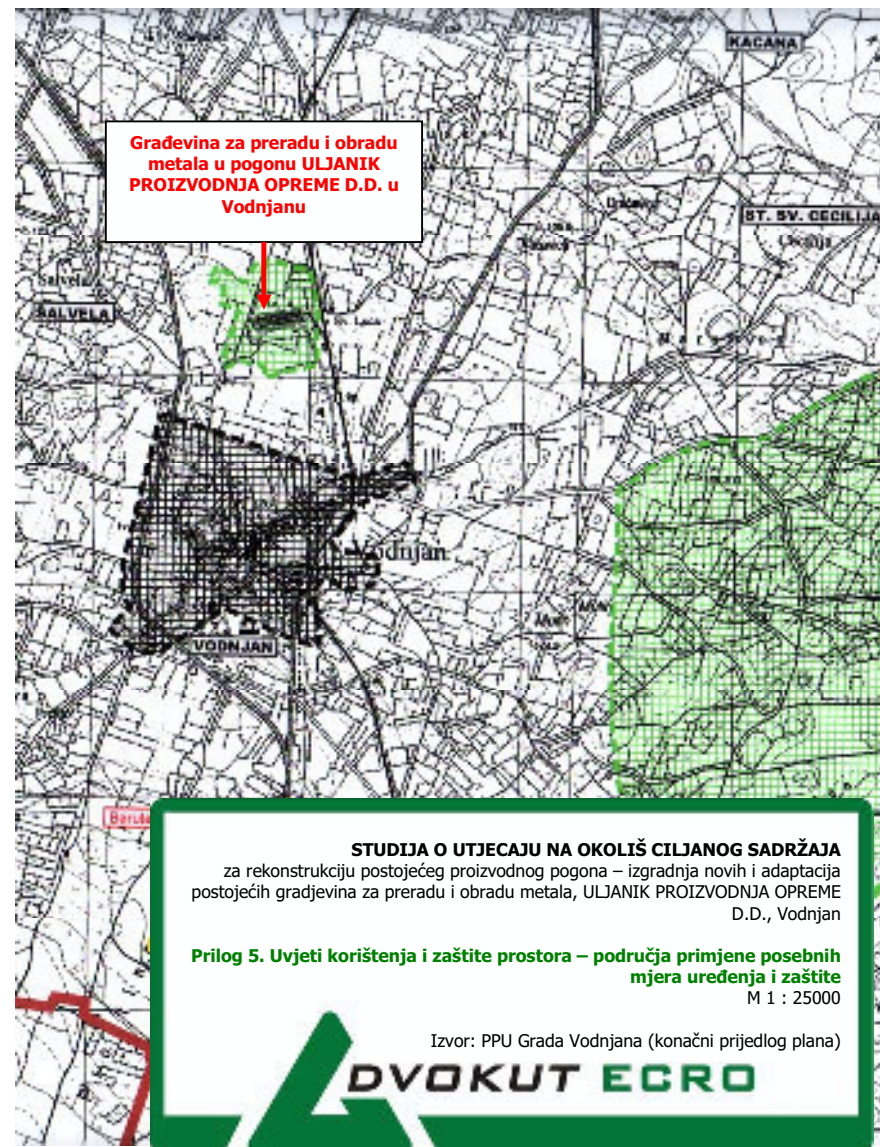 KACANA
Građevina za preradu i obradu
metala u pogonu ULJANIK
PROIZVODNJA OPREME D.D. u
Vodnjanu
ST. SV. CECILIJA
Cecilija
Salvela
SALVELA
Vodnjan
VODNJAN
STUDIJA O UTJECAJU NA OKOLIŠ CILJANOG SADRŽAJA
za rekonstrukciju postojećeg proizvodnog pogona – izgradnja novih i adaptacija
postojećih gradjevina za preradu i obradu metala, ULJANIK PROIZVODNJA OPREME
D.D., Vodnjan
Prilog 5. Uvjeti korištenja i zaštite prostora – područja primjene posebnih
mjera uređenja i zaštite
M 1 : 25000
Izvor: PPU Grada Vodnjana (konačni prijedlog plana)
DVOKUT ECRO